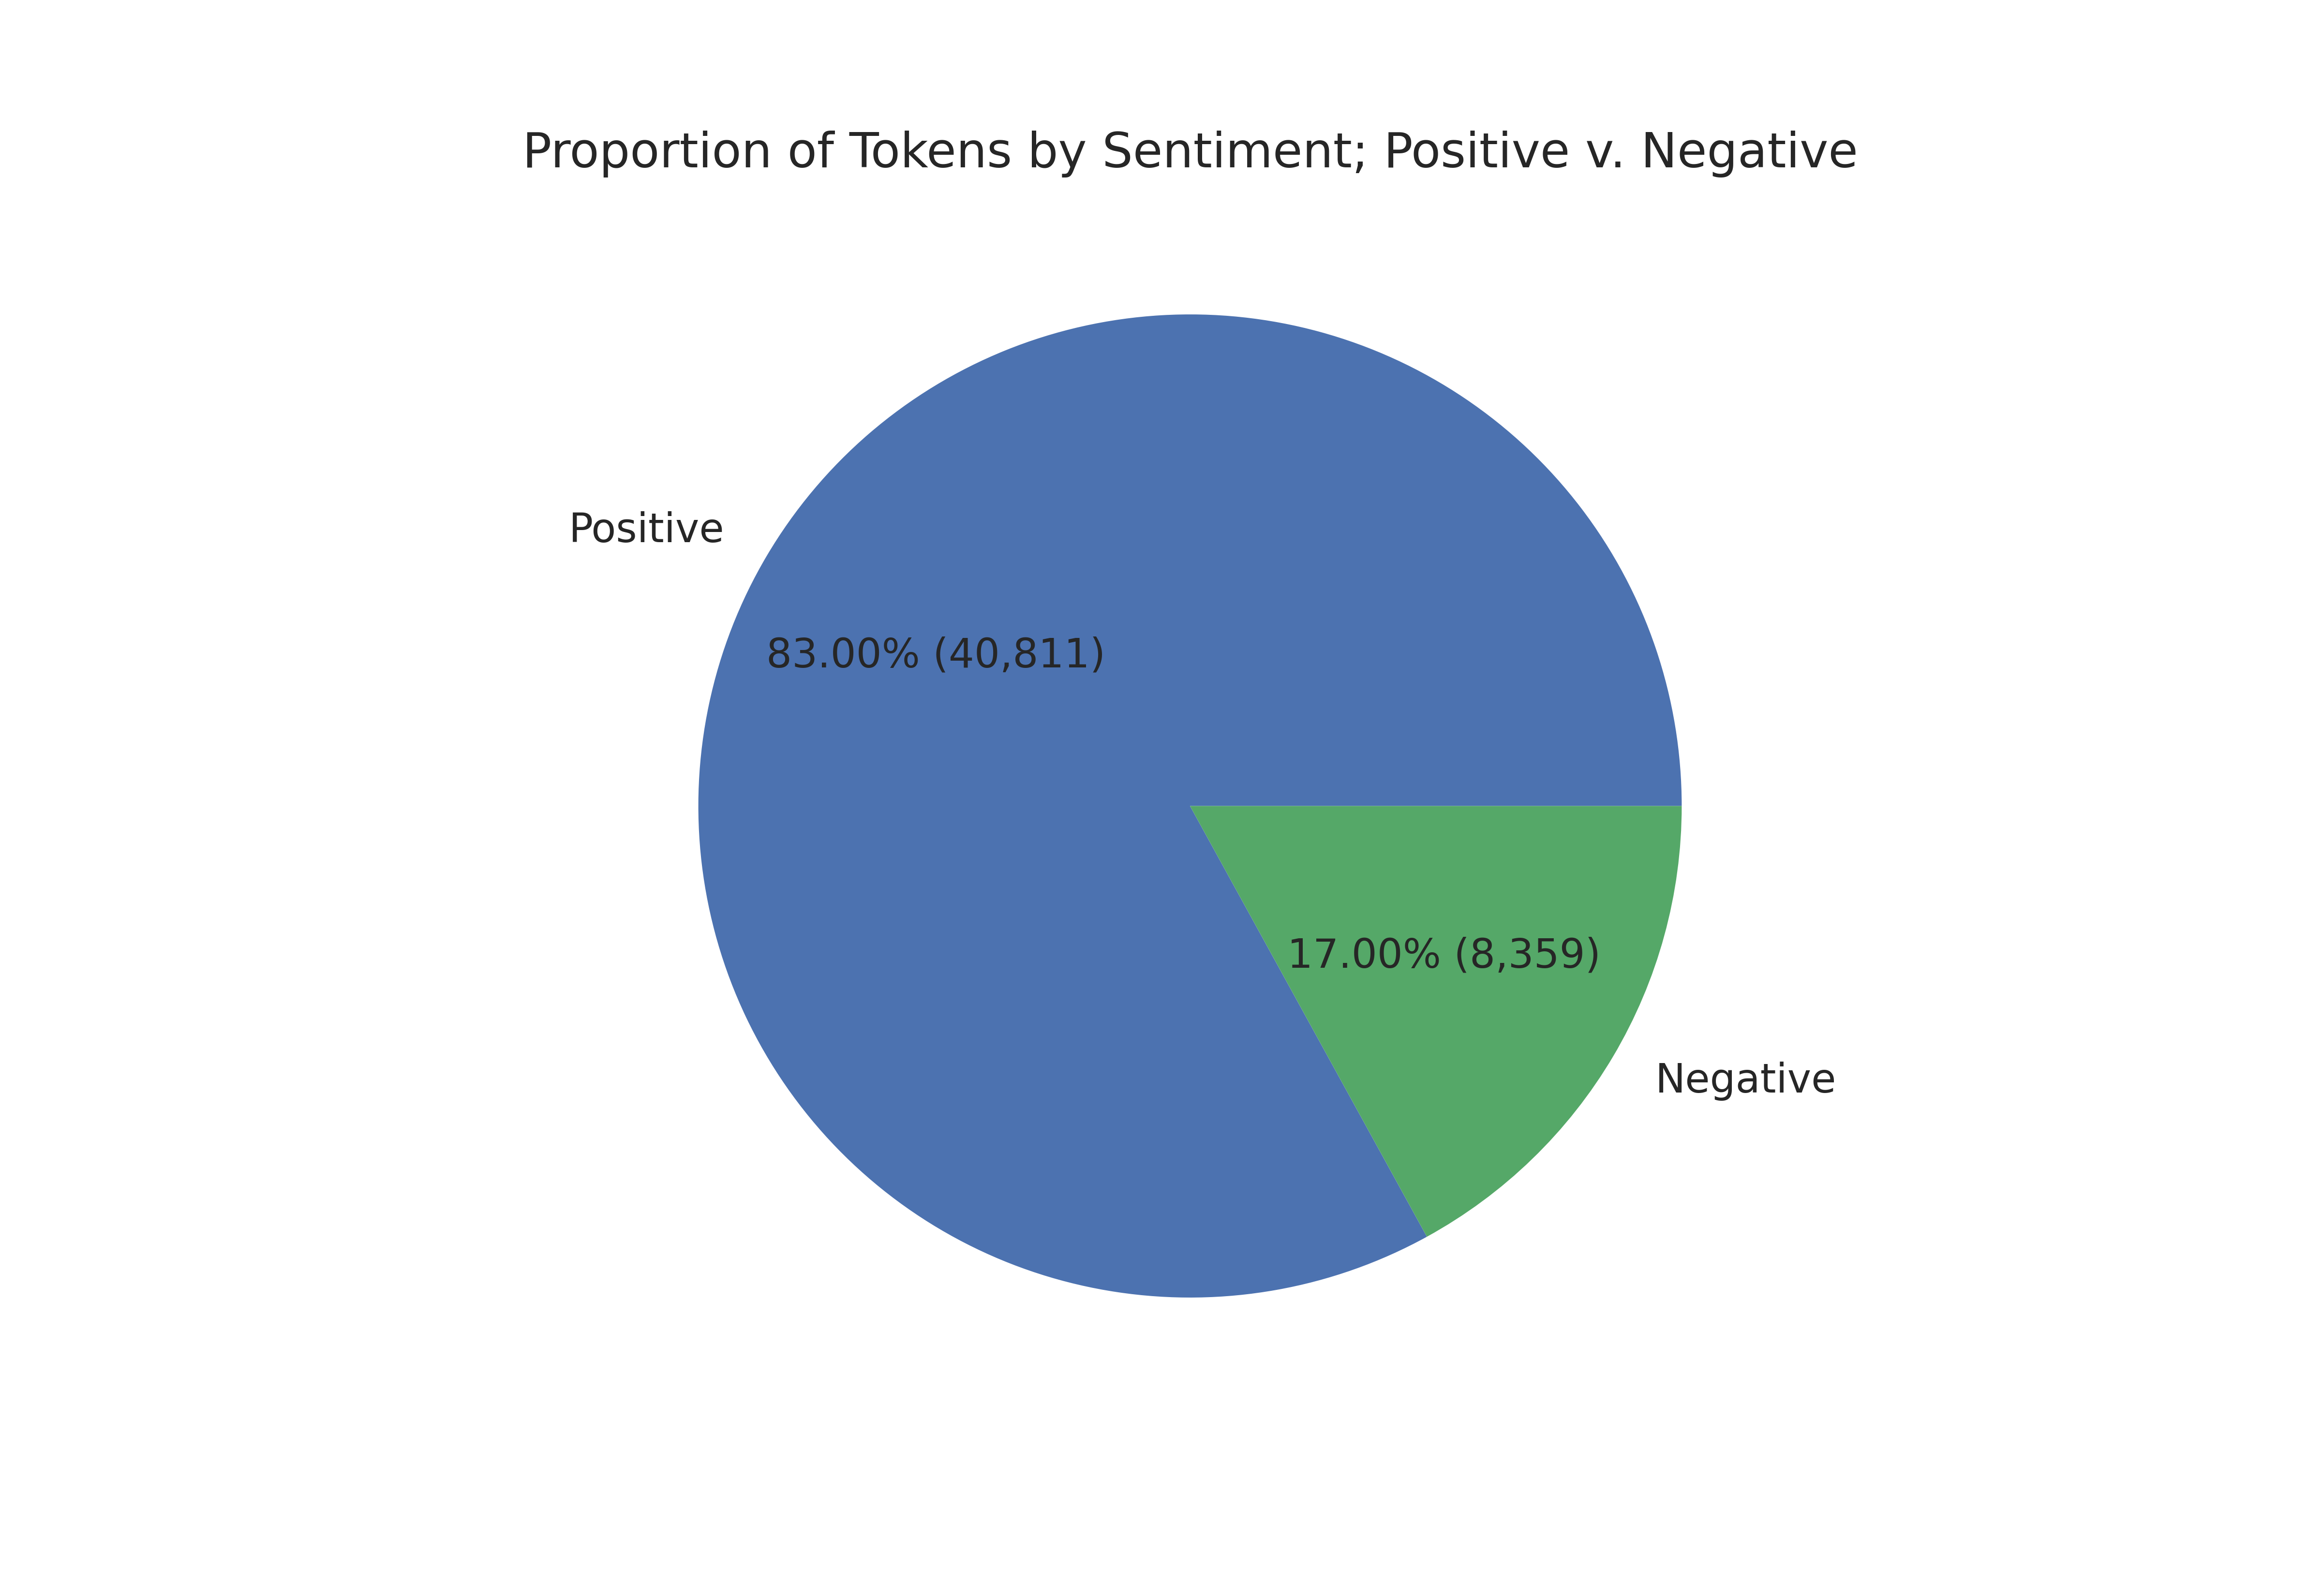 Proportion of Tokens by Sentiment; Positive v. Negative
Positive
83.00% (40,811)
17.00% (8,359)
Negative